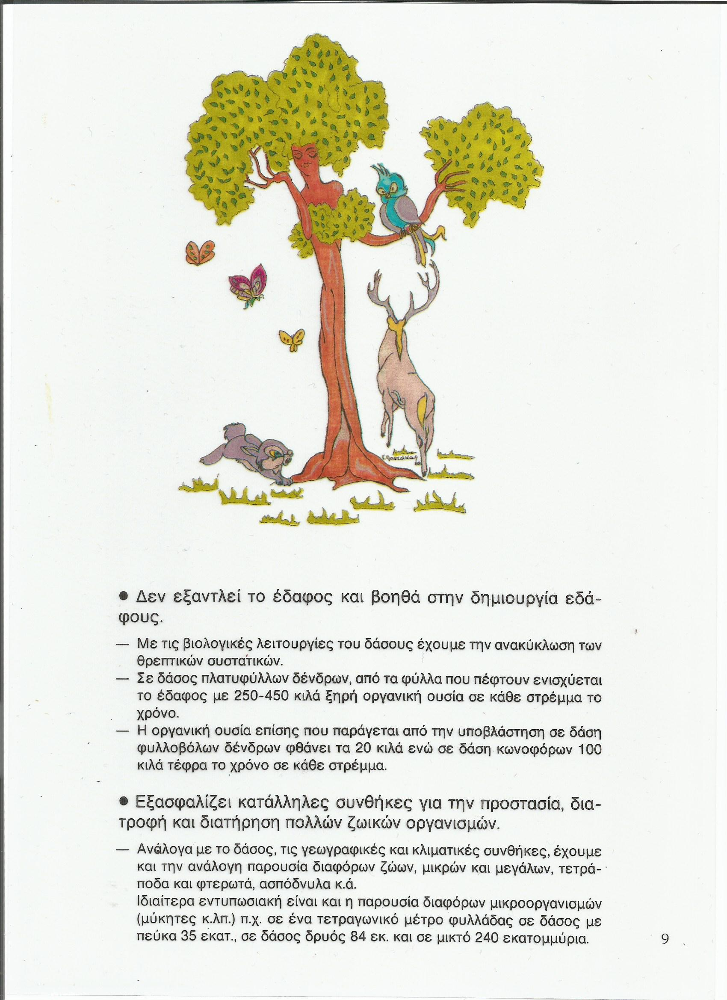 Γ. Παστάκας
● Δεν εξαντλεί το έδαφος και βοηθά στην δημιουργία εδά-
φους.
— Με τις βιολογικές λειτουργίες του δάσους έχουμε την ανακύκλωση των
θρεπτικών συστατικών.
— Σε δάσος πλατυφύλλων δένδρων, από τα φύλλα που πέφτουν ενισχύεται
το έδαφος με 250-450 κιλά ξηρή οργανική ουσία σε κάθε στρέμμα το
χρόνο.
— Η οργανική ουσία επίσης που παράγεται από την υποβλάστηση σε δάση
φυλλοβόλων δένδρων φθάνει τα 20 κιλά ενώ σε δάση κωνοφόρων 100
κιλά τέφρα το χρόνο σε κάθε στρέμμα.
● Εξασφαλίζει κατάλληλες συνθήκες για την προστασία, δια-
τροφή και διατήρηση πολλών ζωικών οργανισμών.
— Ανάλογα με το δάσος, τις γεωγραφικές και κλιματικές συνθήκες, έχουμε
και την ανάλογη παρουσία διαφόρων ζώων, μικρών και μεγάλων, τετρά-
ποδα και φτερωτά, ασπόδνυλα κ.ά.
Ιδιαίτερα εντυπωσιακή είναι και η παρουσία διαφόρων μικροοργανισμών
(μύκητες κ.λπ.) π.χ. σε ένα τετραγωνικό μέτρο φυλλάδας σε δάσος με
πεύκα 35 εκατ., σε δάσος δρυός 84 εκ. και σε μικτό 240 εκατομμύρια.
9